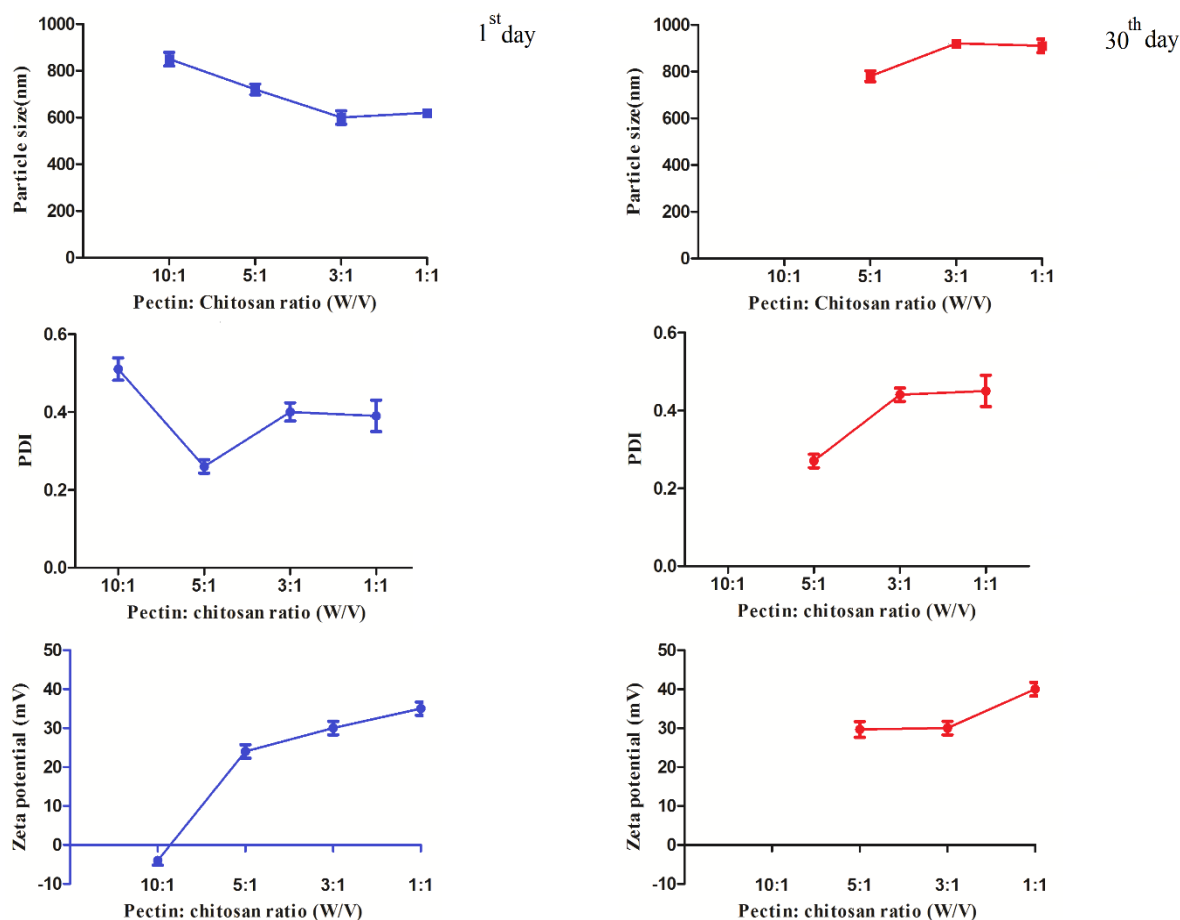 1st day
1000
800
600
400
200
0
Particle size(nm)
10:1 5:1 3:1 1:1
Pectin: Chitosan ratio (W/V)
30th day
1000
800
600
400
200
0
Particle size(nm)
10:1 5:1 3:1 1:1
Pectin: Chitosan ratio (W/V)
0.6
0.4
0.2
0.0
PDI
10:1 5:1 3:1 1:1
Pectin: chitosan ratio (W/V)
0.6
0.4
0.2
0.0
PDI
10:1 5:1 3:1 1:1
Pectin: chitosan ratio (W/V)
50
40
30
20
10
0
-10
Zeta potential (mV)
10:1 5:1 3:1 1:1
Pectin: chitosan ratio (W/V)
50
40
30
20
10
0
-10
Zeta potential (mV)
10:1 5:1 3:1 1:1
Pectin: chitosan ratio (W/V)